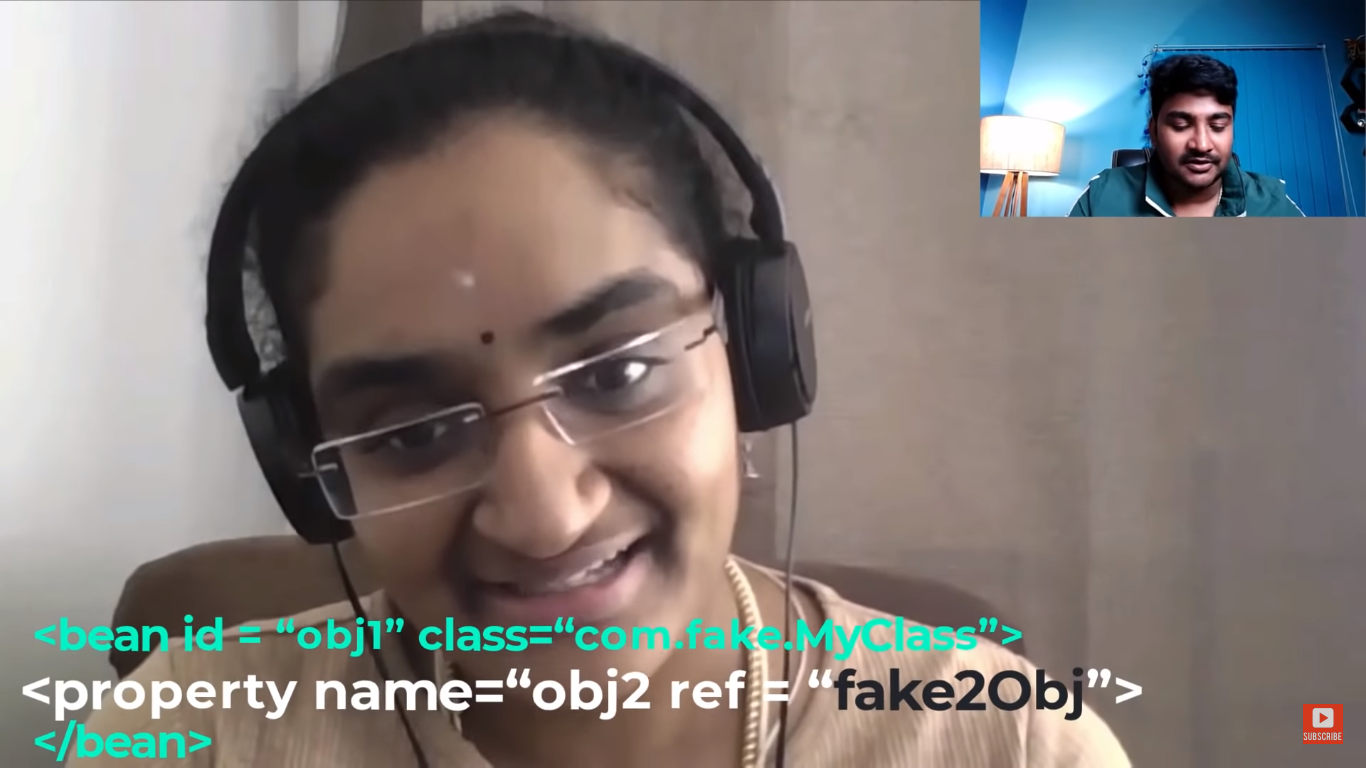 <bean id = “obj1” class=“com.fake.MyClass”>
<property name=“obj2 ref = “fake2Obj”>
</bean>
SUBSCRIBE